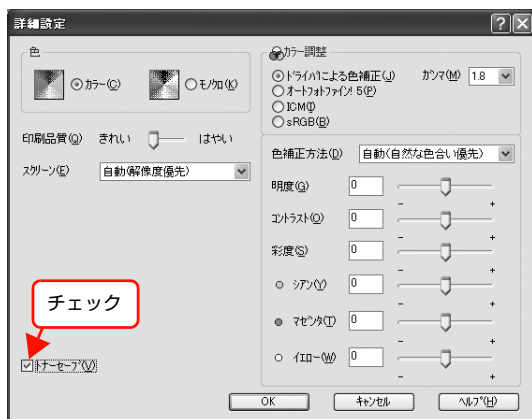 詳細設定
色
カラー(C)
モノクロ(K)
印刷品質(Q) きれい はやい
スクリーン(E) 自動(解像度優先)
チェック
トナーセーブ(V)
カラー調整
ドライバによる色補正(J) ガンマ(M) 1.8
オートフォトファイン!5(P)
ICM(I)
sRGB(B)
色補正方法(D) 自動(自然な色合い優先)
明度(G) 0
- +
コントラスト(O) 0
- +
彩度(S) 0
- +
シアン(Y) 0
- +
マゼンタ(T) 0
- +
イエロー(W) 0
- +
OK キャンセル ヘルプ(H)